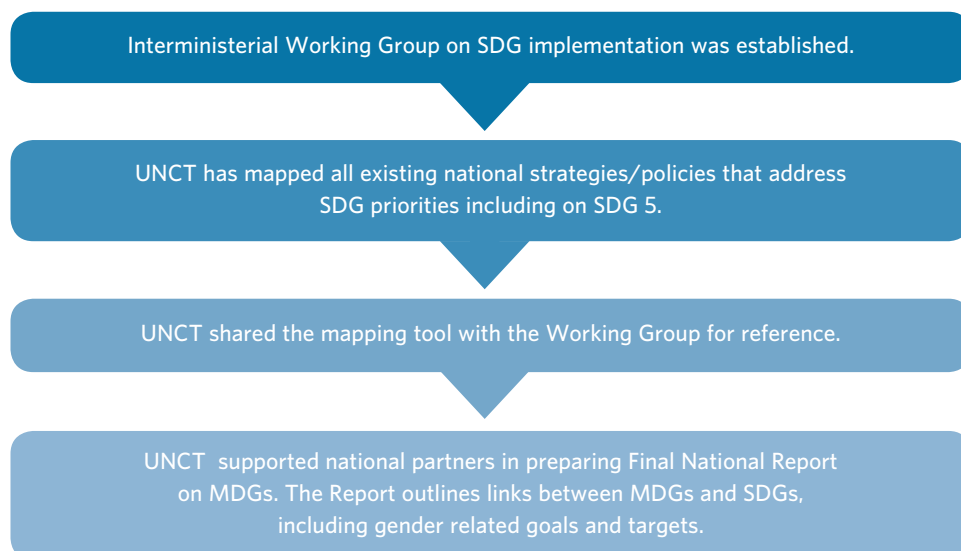 Interministerial Working Group on SDG implementation was established.
UNCT has mapped all existing national strategies/policies that address
SDG priorities including on SDG 5.
UNCT shared the mapping tool with the Working Group for reference.
UNCT supported national partners in preparing Final National Report
on MDGs. The Report outlines links between MDGs and SDGs,
including gender related goals and targets.